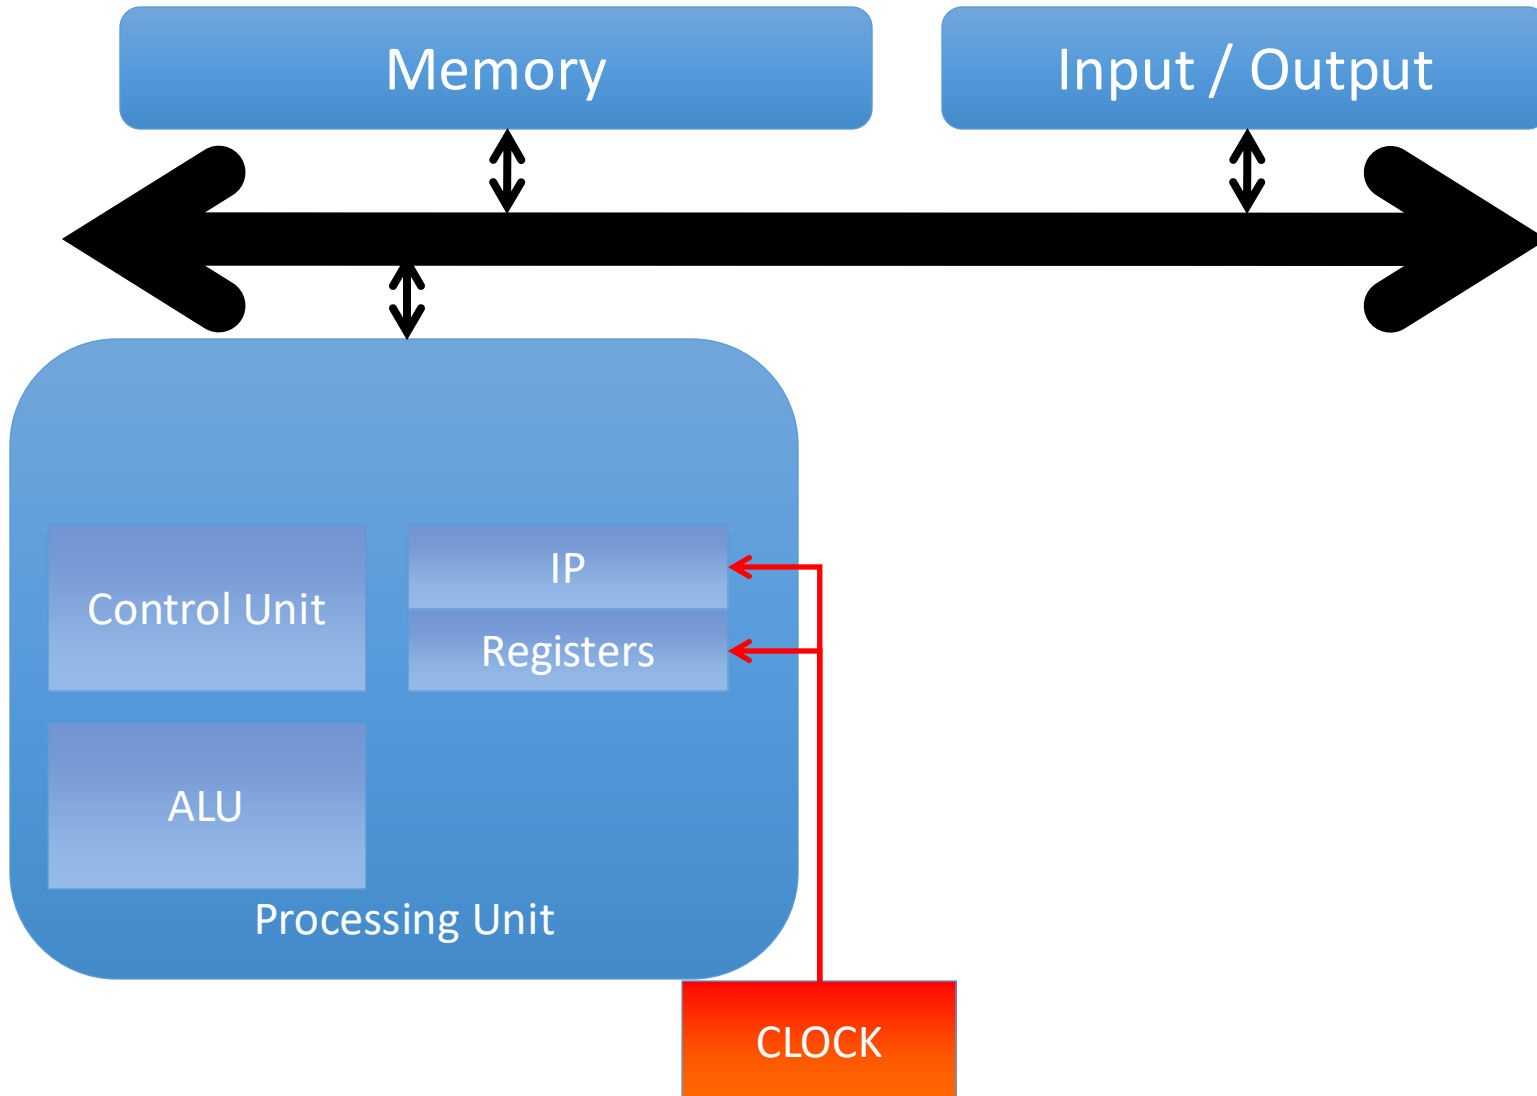 Memory
Input / Output
Control Unit
IP
Registers
ALU
Processing Unit
CLOCK